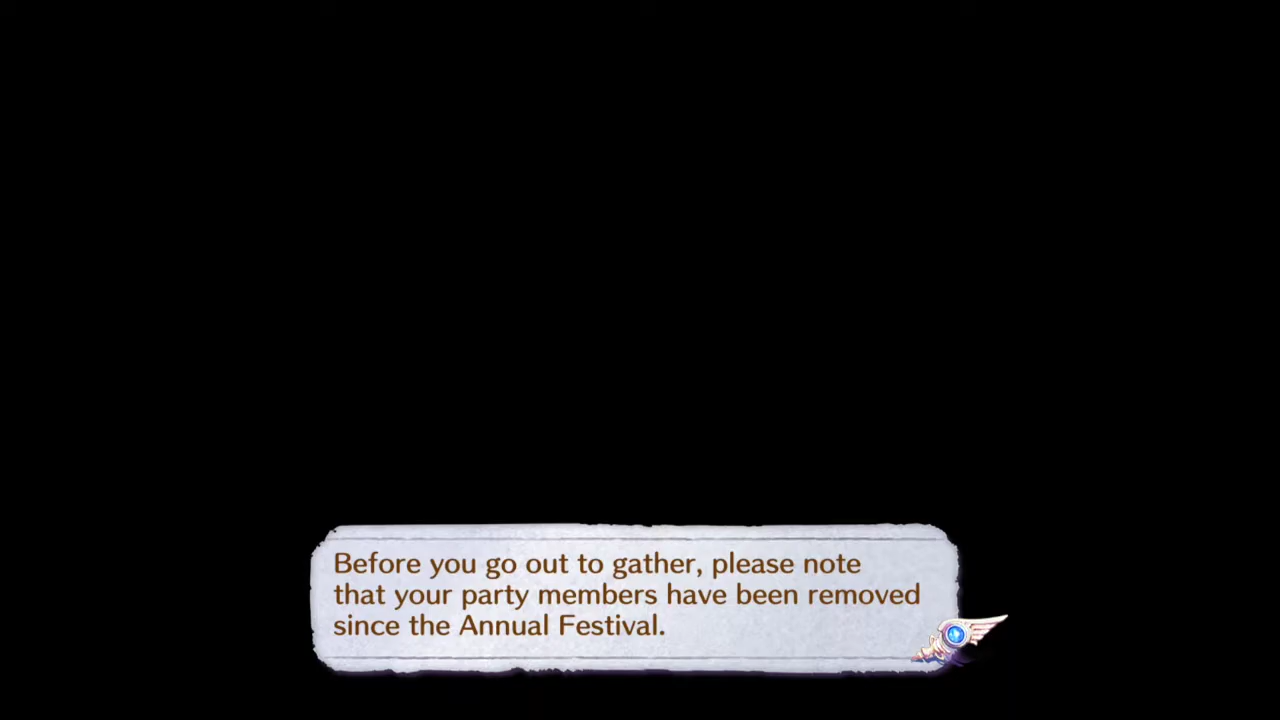 Before you go out to gather, please note
that your party members have been removed
since the Annual Festival.